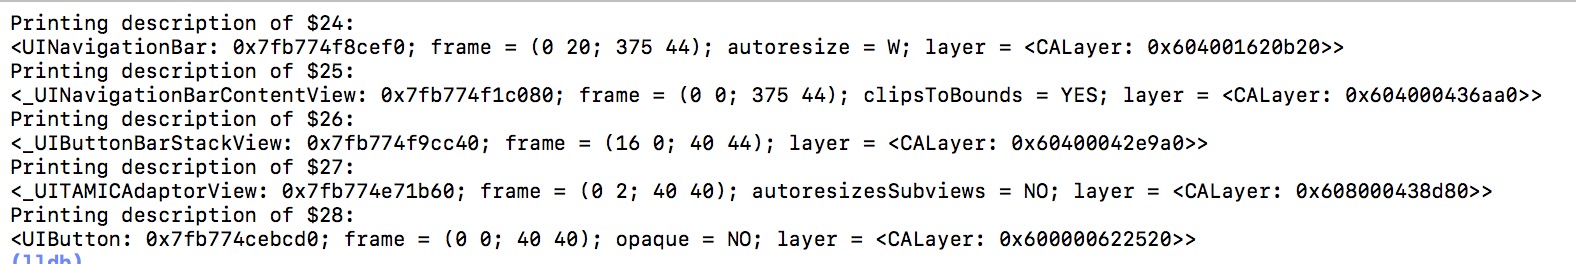 Printing description of $24:
<UINavigationBar: 0x7fb774f8cef0; frame = (0 20; 375 44); autoresize = W; layer = <CALayer: 0x604001620b20>>
Printing description of $25:
<_UINavigationBarContentView: 0x7fb774f1c080; frame = (0 0; 375 44); clipsToBounds = YES; layer = <CALayer: 0x604000436aa0>>
Printing description of $26:
<_UIButtonBarStackView: 0x7fb774f9cc40; frame = (16 0; 40 44); layer = <CALayer: 0x60400042e9a0>>
Printing description of $27:
<_UITAMICAdaptorView: 0x7fb774e71b60; frame = (0 2; 40 40); autoresizesSubviews = NO; layer = <CALayer: 0x608000438d80>>
Printing description of $28:
<UIButton: 0x7fb774cebcd0; frame = (0 0; 40 40); opaque = NO; layer = <CALayer: 0x600000622520>>
(lldb)